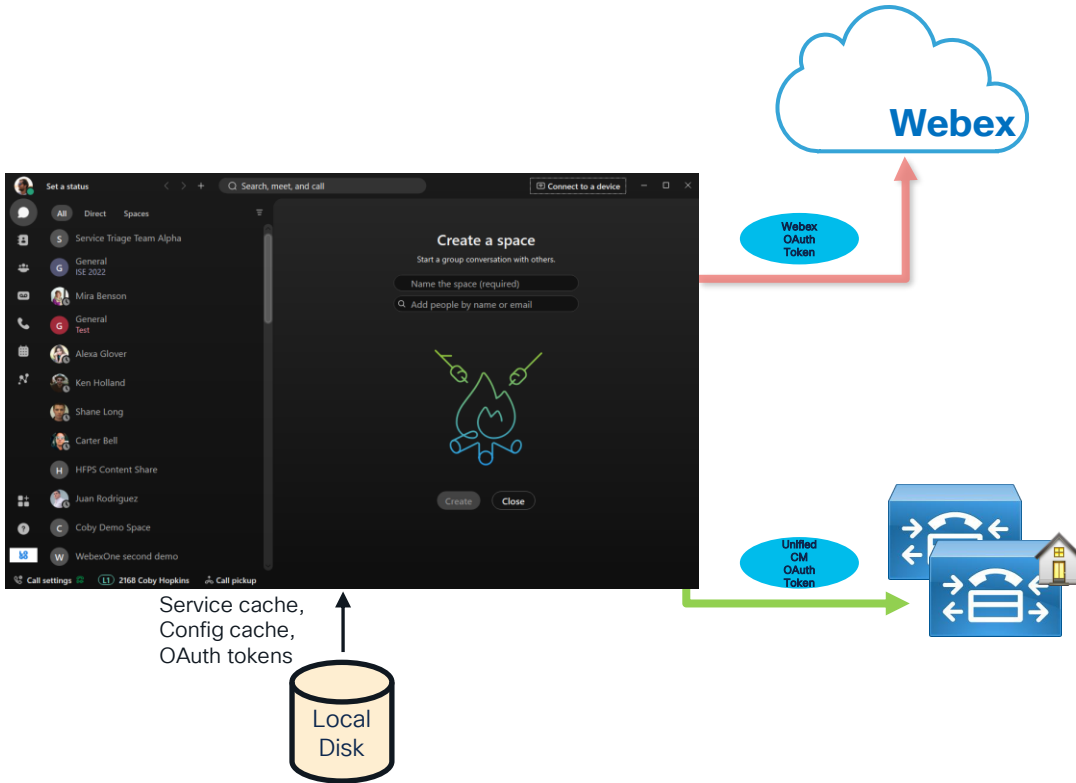 Webex
Set a status
Search, meet, and call
Connect to a device
All Direct Spaces
S Service Triage Team Alpha
G General
ISE 2022
Mira Benson
G General
Test
Alexa Glover
Ken Holland
Shane Long
Carter Bell
H HFPS Content Share
Juan Rodriguez
C Coby Demo Space
W WebexOne second demo
Call settings
L1 2168 Coby Hopkins
Call pickup
Create a space
Start a group conversation with others.
Name the space (required)
Add people by name or email
Create
Close
Webex
OAuth
Token
Unified
CM
OAuth
Token
Service cache,
Config cache,
OAuth tokens
Local
Disk